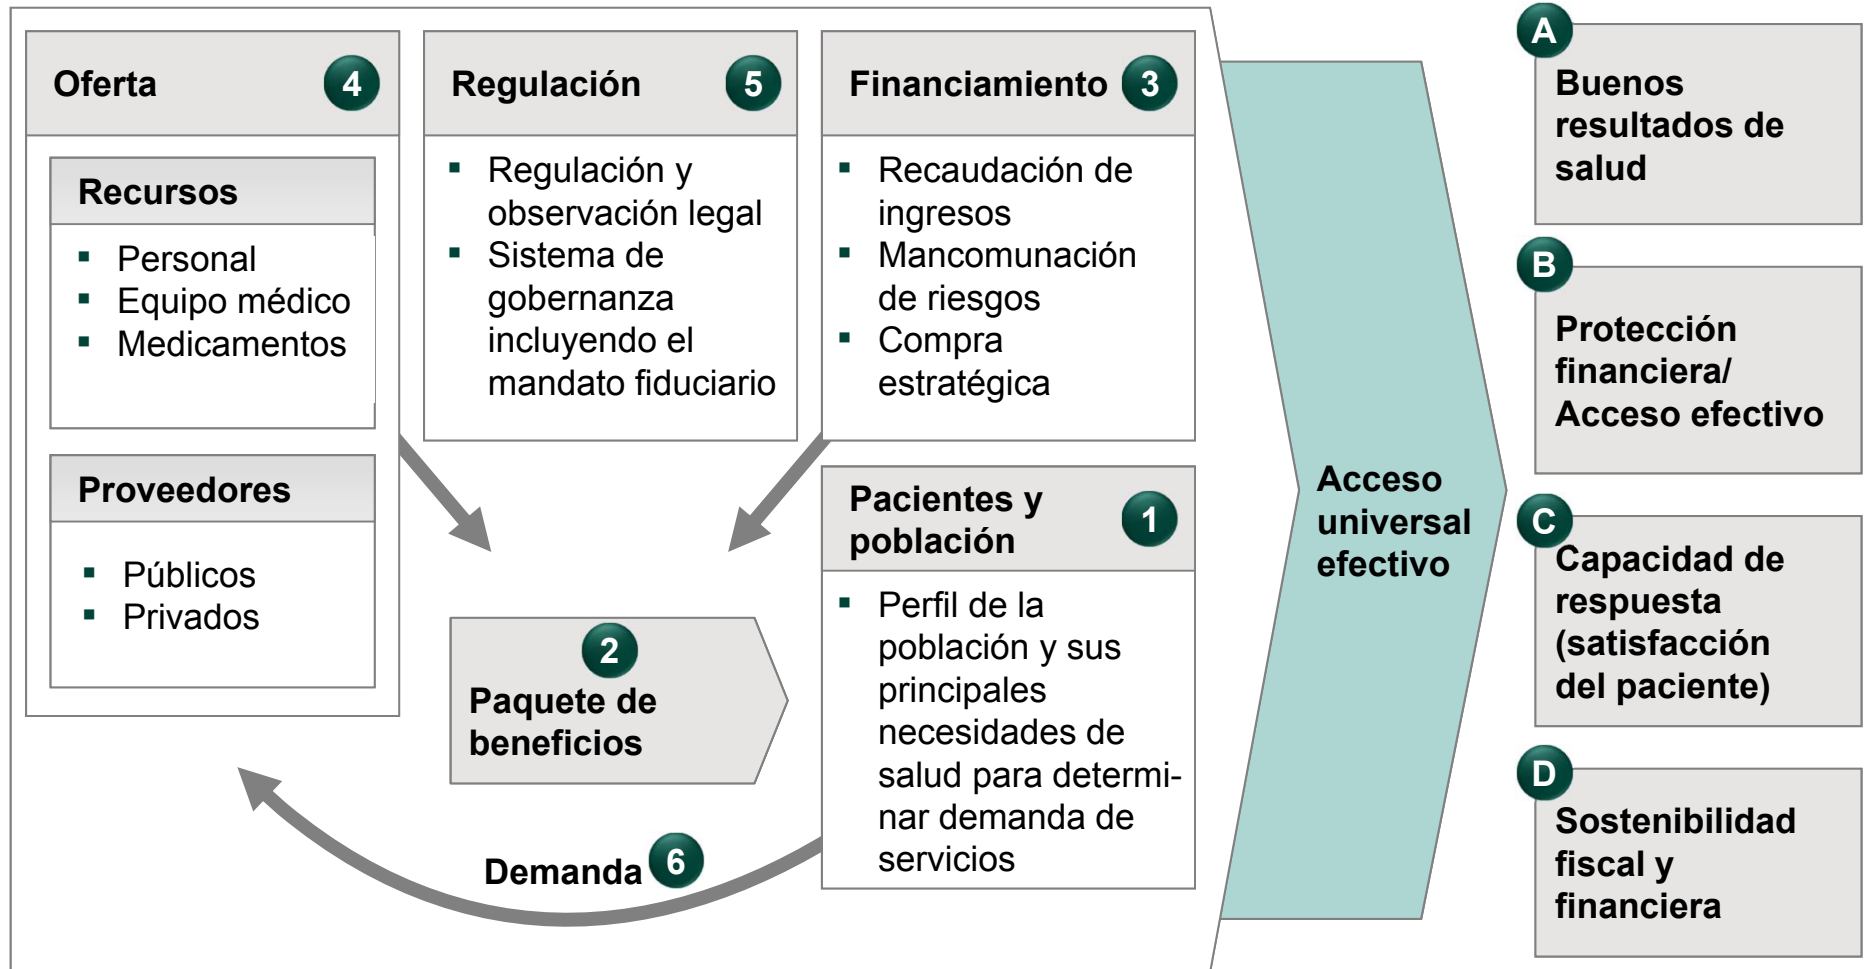 Oferta
4
Recursos
Personal
Equipo médico
Medicamentos
Proveedores
Públicos
Privados
Regulación
5
Regulación y
observación legal
Sistema de
gobernanza
incluyendo el
mandato fiduciario
Financiamiento
3
Recaudación de
ingresos
Mancomunación
de riesgos
Compra
estratégica
Pacientes y
población
1
Perfil de la
población y sus
principales
necesidades de
salud para determi-
nar demanda de
servicios
2
Paquete de
beneficios
Demanda
6
Acceso
universal
efectivo
A
Buenos
resultados de
salud
B
Protección
financiera/
Acceso efectivo
C
Capacidad de
respuesta
(satisfacción
del paciente)
D
Sostenibilidad
fiscal y
financiera